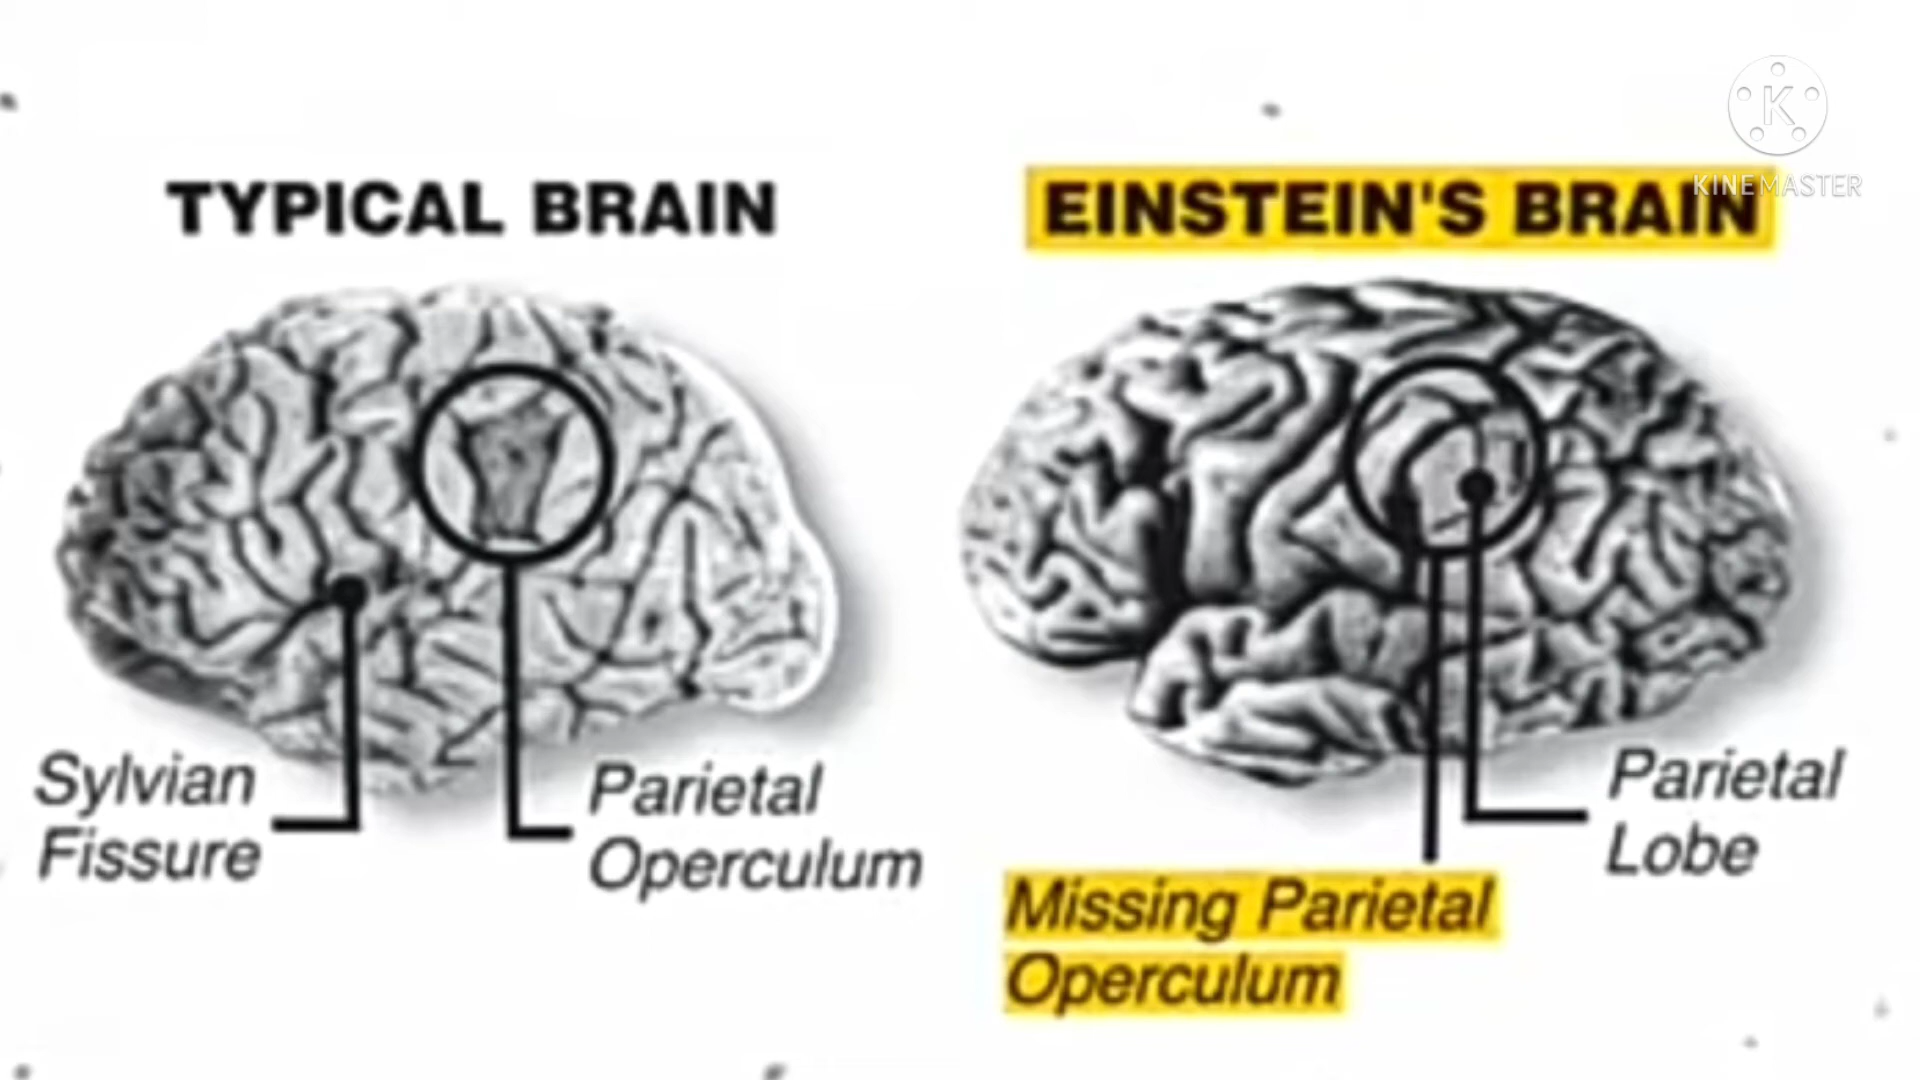 TYPICAL BRAIN
EINSTEIN'S BRAIN
K
KINEMASTER
Sylvian
Fissure
Parietal
Operculum
Missing Parietal
Operculum
Parietal
Lobe